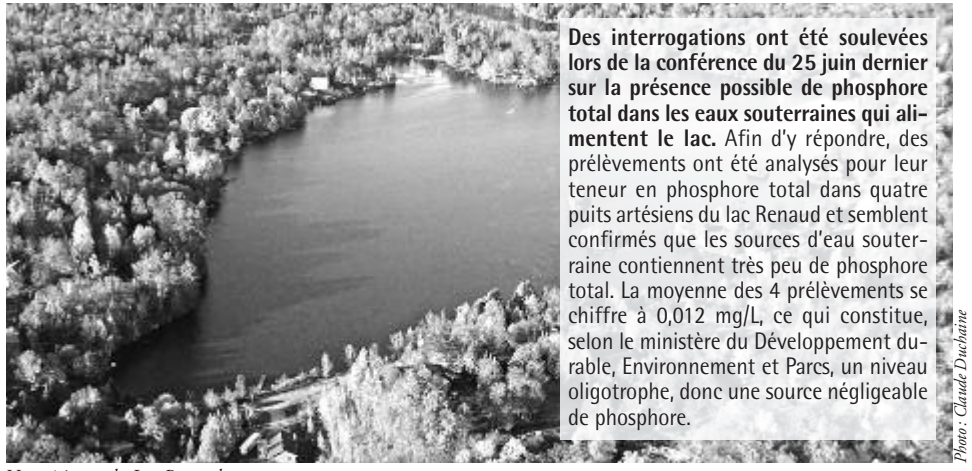 Des interrogations ont été soulevées
lors de la conférence du 25 juin dernier
sur la présence possible de phosphore
total dans les eaux souterraines qui ali-
mentent le lac. Afin d'y répondre, des
prélèvements ont été analysés pour leur
teneur en phosphore total dans quatre
puits artésiens du lac Renaud et semblent
confirmés que les sources d'eau souter-
raine contiennent très peu de phosphore
total. La moyenne des 4 prélèvements se
chiffre à 0,012 mg/L, ce qui constitue,
selon le ministère du Développement du-
rable, Environnement et Parcs, un niveau
oligotrophe, donc une source négligeable
de phosphore.
Photo : Claude Duchaine